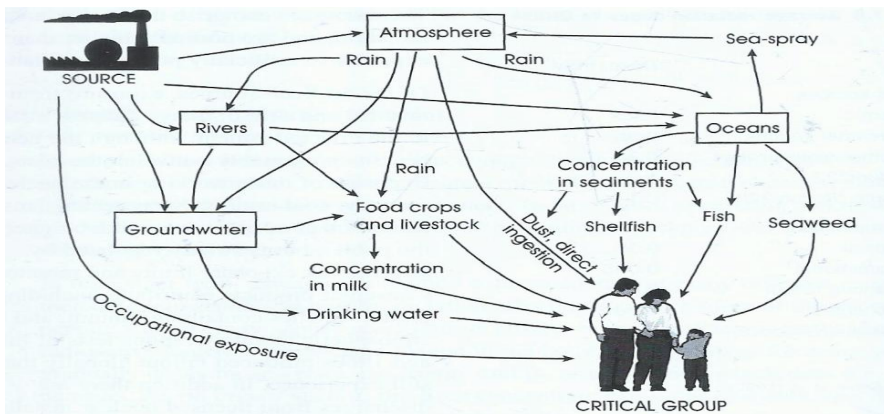 Atmosphere
Sea-spray
Rain
Rain
SOURCE
Rivers
Oceans
Concentration
in sediments
Rain
Food crops
and livestock
Groundwater
Dust, direct
ingestion
Shellfish
Fish
Seaweed
Concentration
in milk
Drinking water
Occupational exposure
CRITICAL GROUP